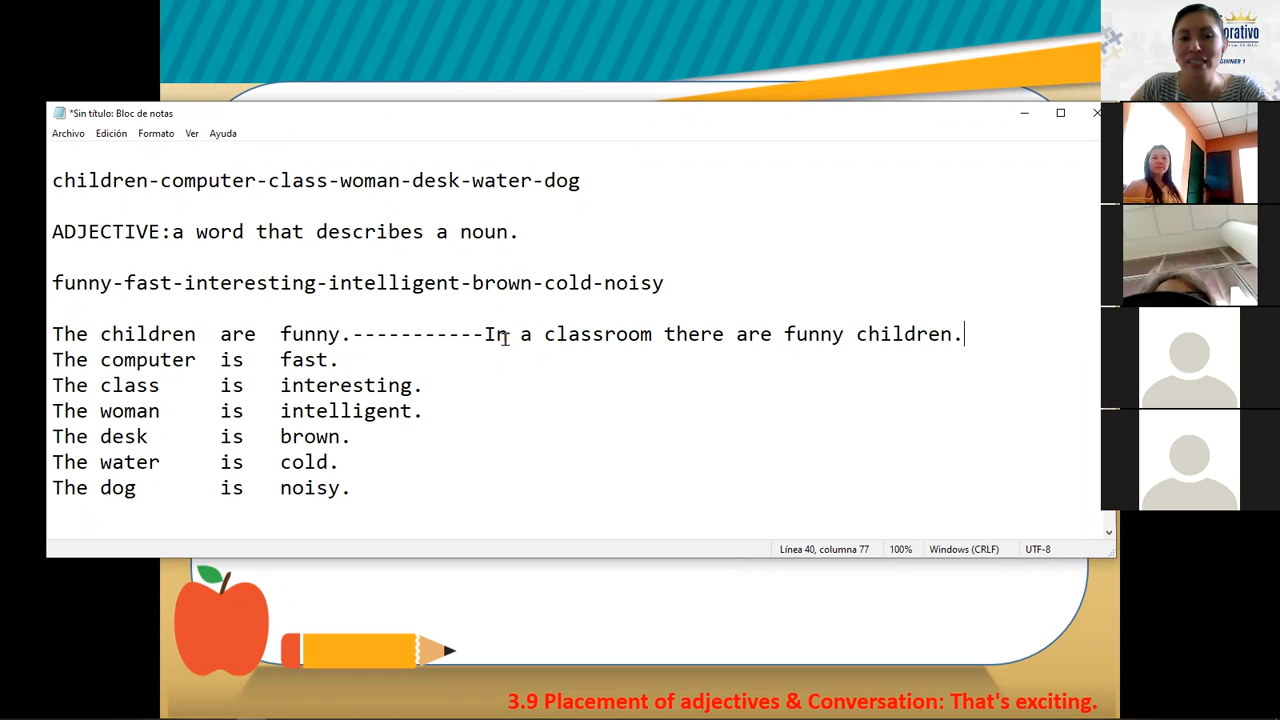 *Sin título: Bloc de notas
Archivo Edición Formato Ver Ayuda
children-computer-class-woman-desk-water-dog
ADJECTIVE:a word that describes a noun.
funny-fast-interesting-intelligent-brown-cold-noisy
The children are funny.-----------In a classroom there are funny children.
The computer is fast.
The class is interesting.
The woman is intelligent.
The desk is brown.
The water is cold.
The dog is noisy.
Línea 40, columna 77 100% Windows (CRLF) UTF-8
3.9 Placement of adjectives & Conversation: That's exciting.